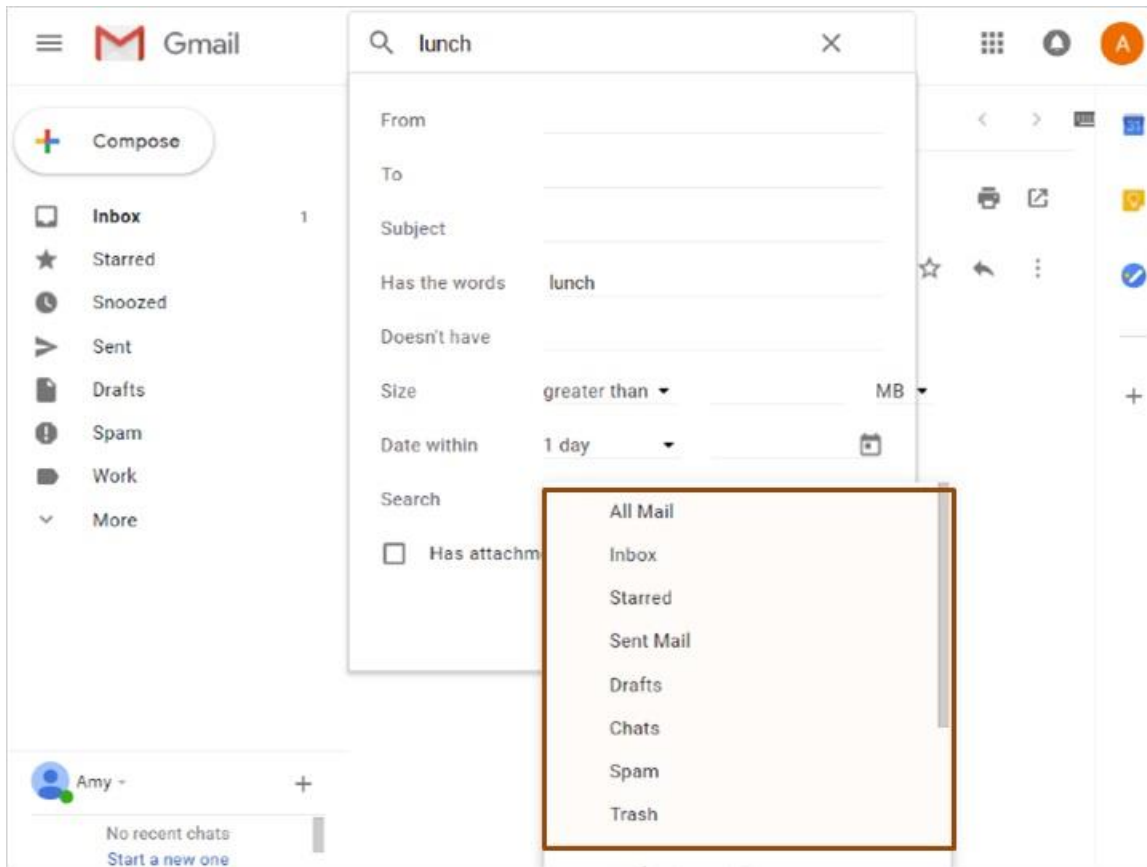 Gmail
lunch
A
Compose
Inbox 1
Starred
Snoozed
Sent
Drafts
Spam
Work
More
From
To
Subject
Has the words lunch
Doesn't have
Size greater than MB
Date within 1 day
Search
Has attachm
All Mail
Inbox
Starred
Sent Mail
Drafts
Chats
Spam
Trash
31
Amy
No recent chats
Start a new one